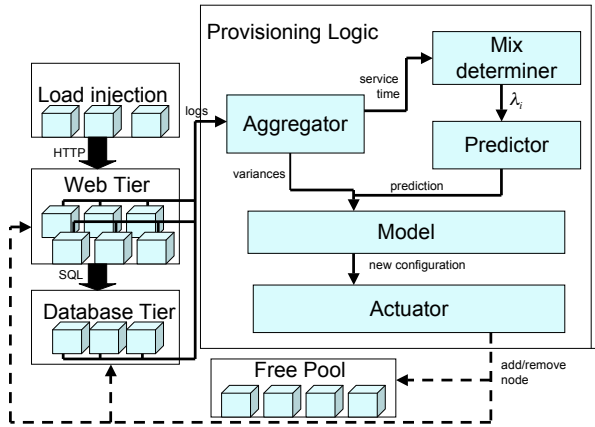 Provisioning Logic
Load injection
HTTP
Web Tier
SQL
Database Tier
logs
Aggregator
service
time
Mix
determiner
λi
Predictor
variances
prediction
Model
new configuration
Actuator
Free Pool
add/remove
node